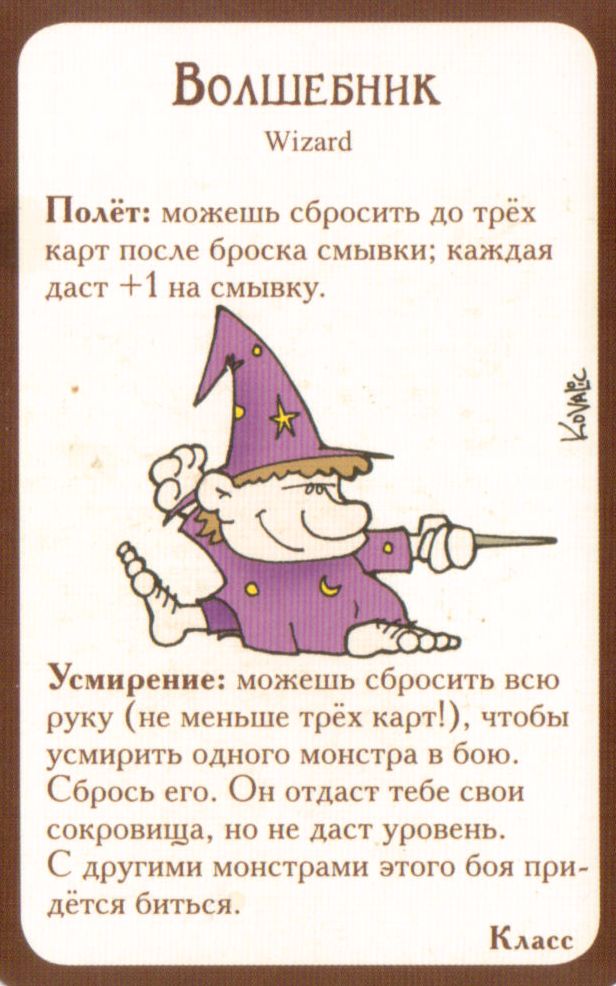 Волшебник
Wizard
Полёт: можешь сбросить до трёх
карт после броска смывки; каждая
даст +1 на смывку.
Kovalic
Усмирение: можешь сбросить всю
руку (не меньше трёх карт!), чтобы
усмирить одного монстра в бою.
Сбрось его. Он отдаст тебе свои
сокровища, но не даст уровень.
С другими монстрами этого боя при-
дётся биться.
Класс